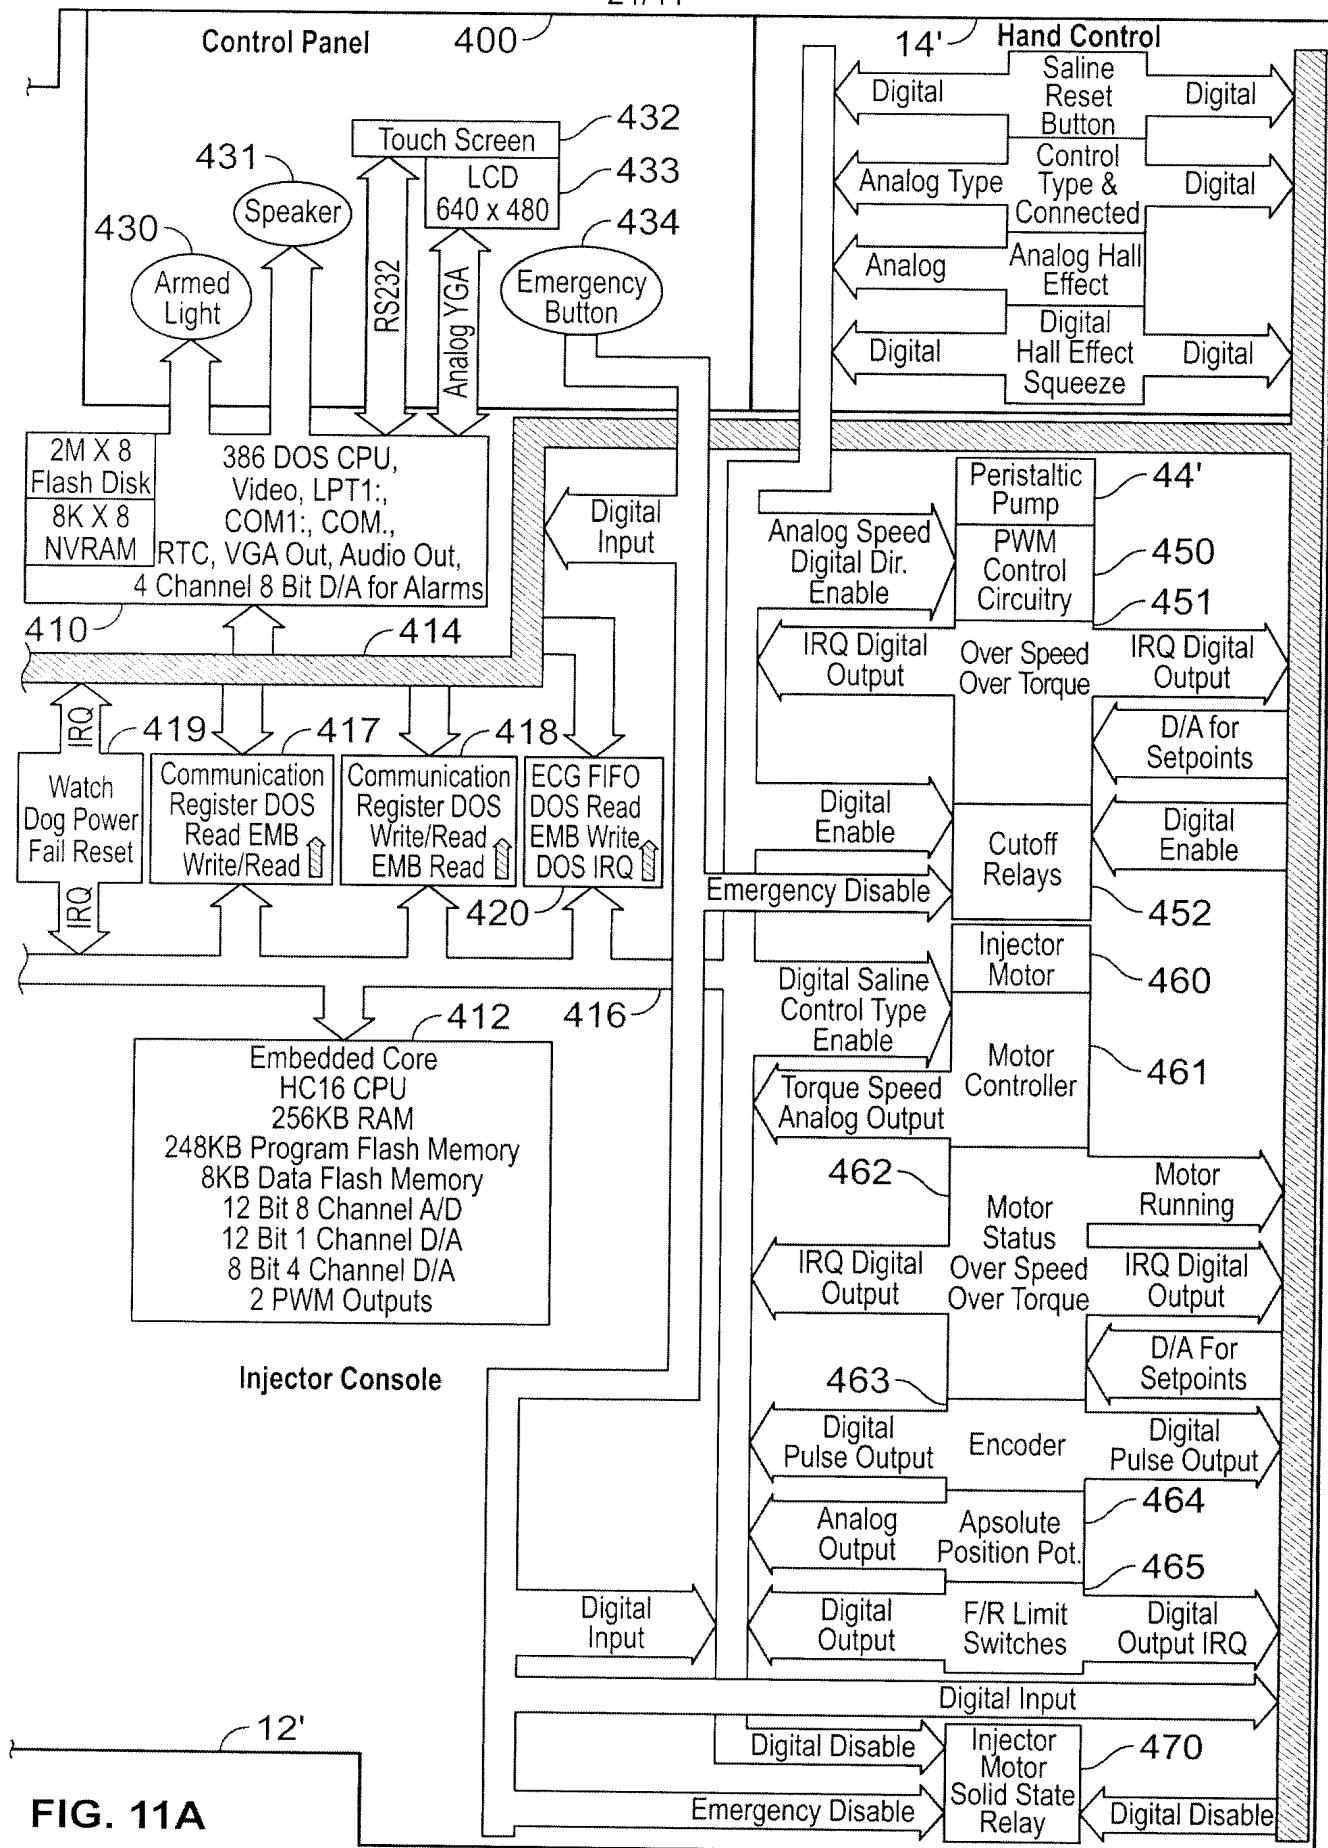 Control Panel
400
14'
Hand Control
Digital
Saline
Reset
Button
Digital
Analog Type
Control
Type &
Connected
Digital
Analog
Analog Hall
Effect
Digital
Digital
Hall Effect
Squeeze
Digital
432
Touch Screen
433
LCD
640 x 480
431
Speaker
430
Armed
Light
434
Emergency
Button
RS232
Analog YGA
2M X 8
Flash Disk
8K X 8
NVRAM
386 DOS CPU,
Video, LPT1:,
COM1:, COM.,
RTC, VGA Out, Audio Out,
4 Channel 8 Bit D/A for Alarms
410
414
Digital
Input
Peristaltic
Pump
44'
PWM
Control
Circuitry
450
Analog Speed
Digital Dir.
Enable
451
IRQ Digital
Output
Over Speed
Over Torque
IRQ Digital
Output
D/A for
Setpoints
IRQ
419
Watch
Dog Power
Fail Reset
IRQ
417
Communication
Register DOS
Read EMB
Write/Read
418
Communication
Register DOS
Write/Read
EMB Read
ECG FIFO
DOS Read
EMB Write
DOS IRQ
420
Digital
Enable
Cutoff
Relays
Digital
Enable
Emergency Disable
452
Injector
Motor
460
Digital Saline
Control Type
Enable
Motor
Controller
461
Torque Speed
Analog Output
416
412
Embedded Core
HC16 CPU
256KB RAM
248KB Program Flash Memory
8KB Data Flash Memory
12 Bit 8 Channel A/D
12 Bit 1 Channel D/A
8 Bit 4 Channel D/A
2 PWM Outputs
462
Motor
Status
Over Speed
Over Torque
Motor
Running
IRQ Digital
Output
IRQ Digital
Output
D/A For
Setpoints
Injector Console
463
Digital
Pulse Output
Encoder
Digital
Pulse Output
464
Analog
Output
Apsolute
Position Pot.
465
Digital
Input
Digital
Output
F/R Limit
Switches
Digital
Output IRQ
Digital Input
12'
Digital Disable
Injector
Motor
Solid State
Relay
470
Emergency Disable
Digital Disable
FIG. 11A